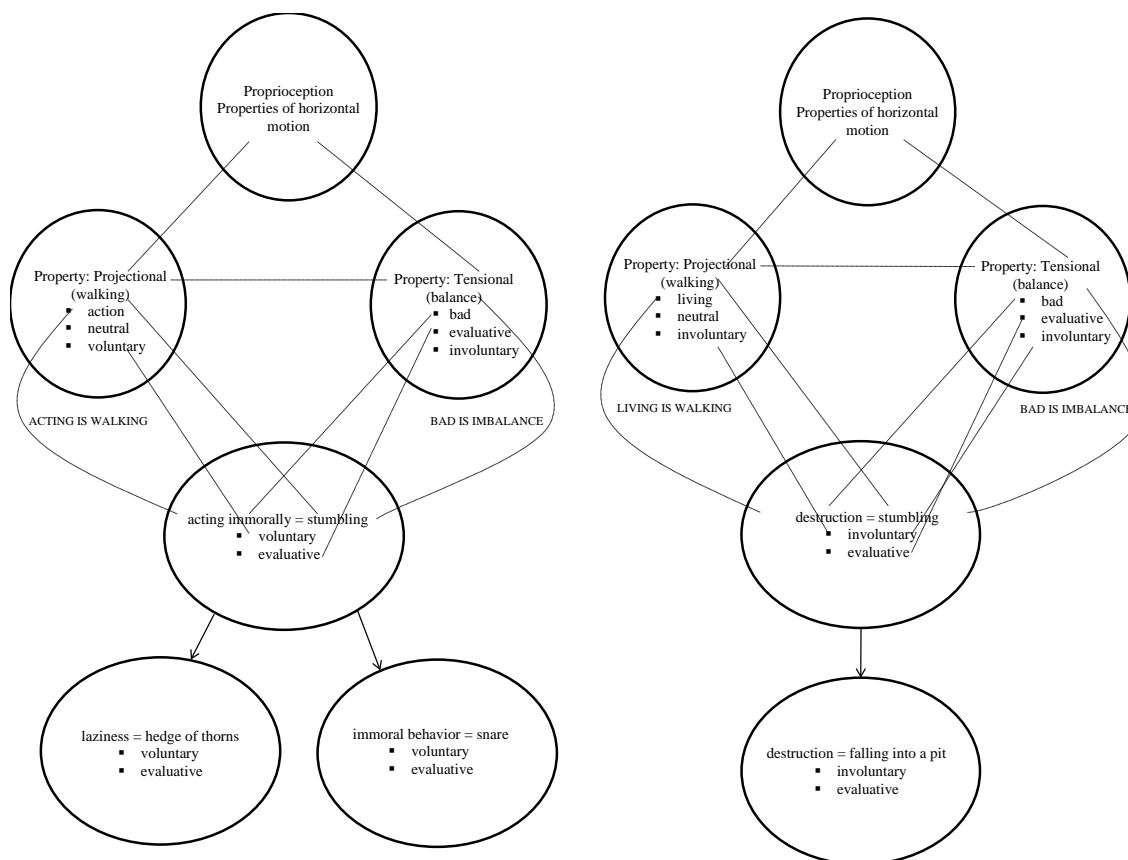 Proprioception
Properties of horizontal
motion
Property: Projectional
(walking)
▪ action
▪ neutral
▪ voluntary
Property: Tensional
(balance)
▪ bad
▪ evaluative
▪ involuntary
ACTING IS WALKING
BAD IS IMBALANCE
acting immorally = stumbling
▪ voluntary
▪ evaluative
laziness = hedge of thorns
▪ voluntary
▪ evaluative
immoral behavior = snare
▪ voluntary
▪ evaluative
Proprioception
Properties of horizontal
motion
Property: Projectional
(walking)
▪ living
▪ neutral
▪ involuntary
Property: Tensional
(balance)
▪ bad
▪ evaluative
▪ involuntary
LIVING IS WALKING
BAD IS IMBALANCE
destruction = stumbling
▪ involuntary
▪ evaluative
destruction = falling into a pit
▪ involuntary
▪ evaluative